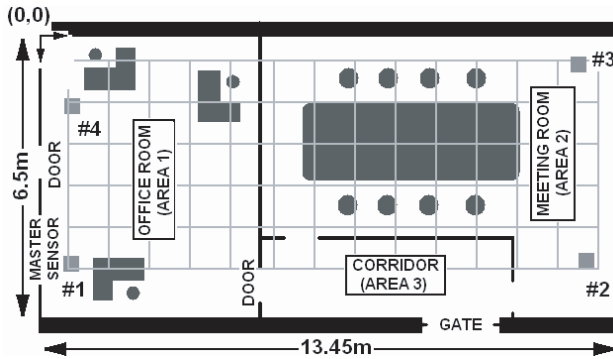 (0,0)
#3
#4
DOOR
OFFICE ROOM
(AREA 1)
MEETING ROOM
(AREA 2)
6.5m
MASTER
SENSOR
#1
DOOR
CORRIDOR
(AREA 3)
#2
GATE
13.45m